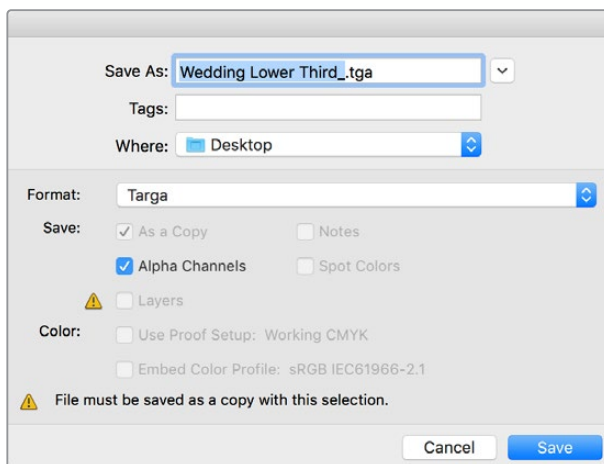 Save As: Wedding Lower Third_.tga
Tags:
Where: Desktop
Format: Targa
Save: As a Copy Notes
Alpha Channels Spot Colors
Layers
Color: Use Proof Setup: Working CMYK
Embed Color Profile: sRGB IEC61966-2.1
File must be saved as a copy with this selection.
Cancel Save